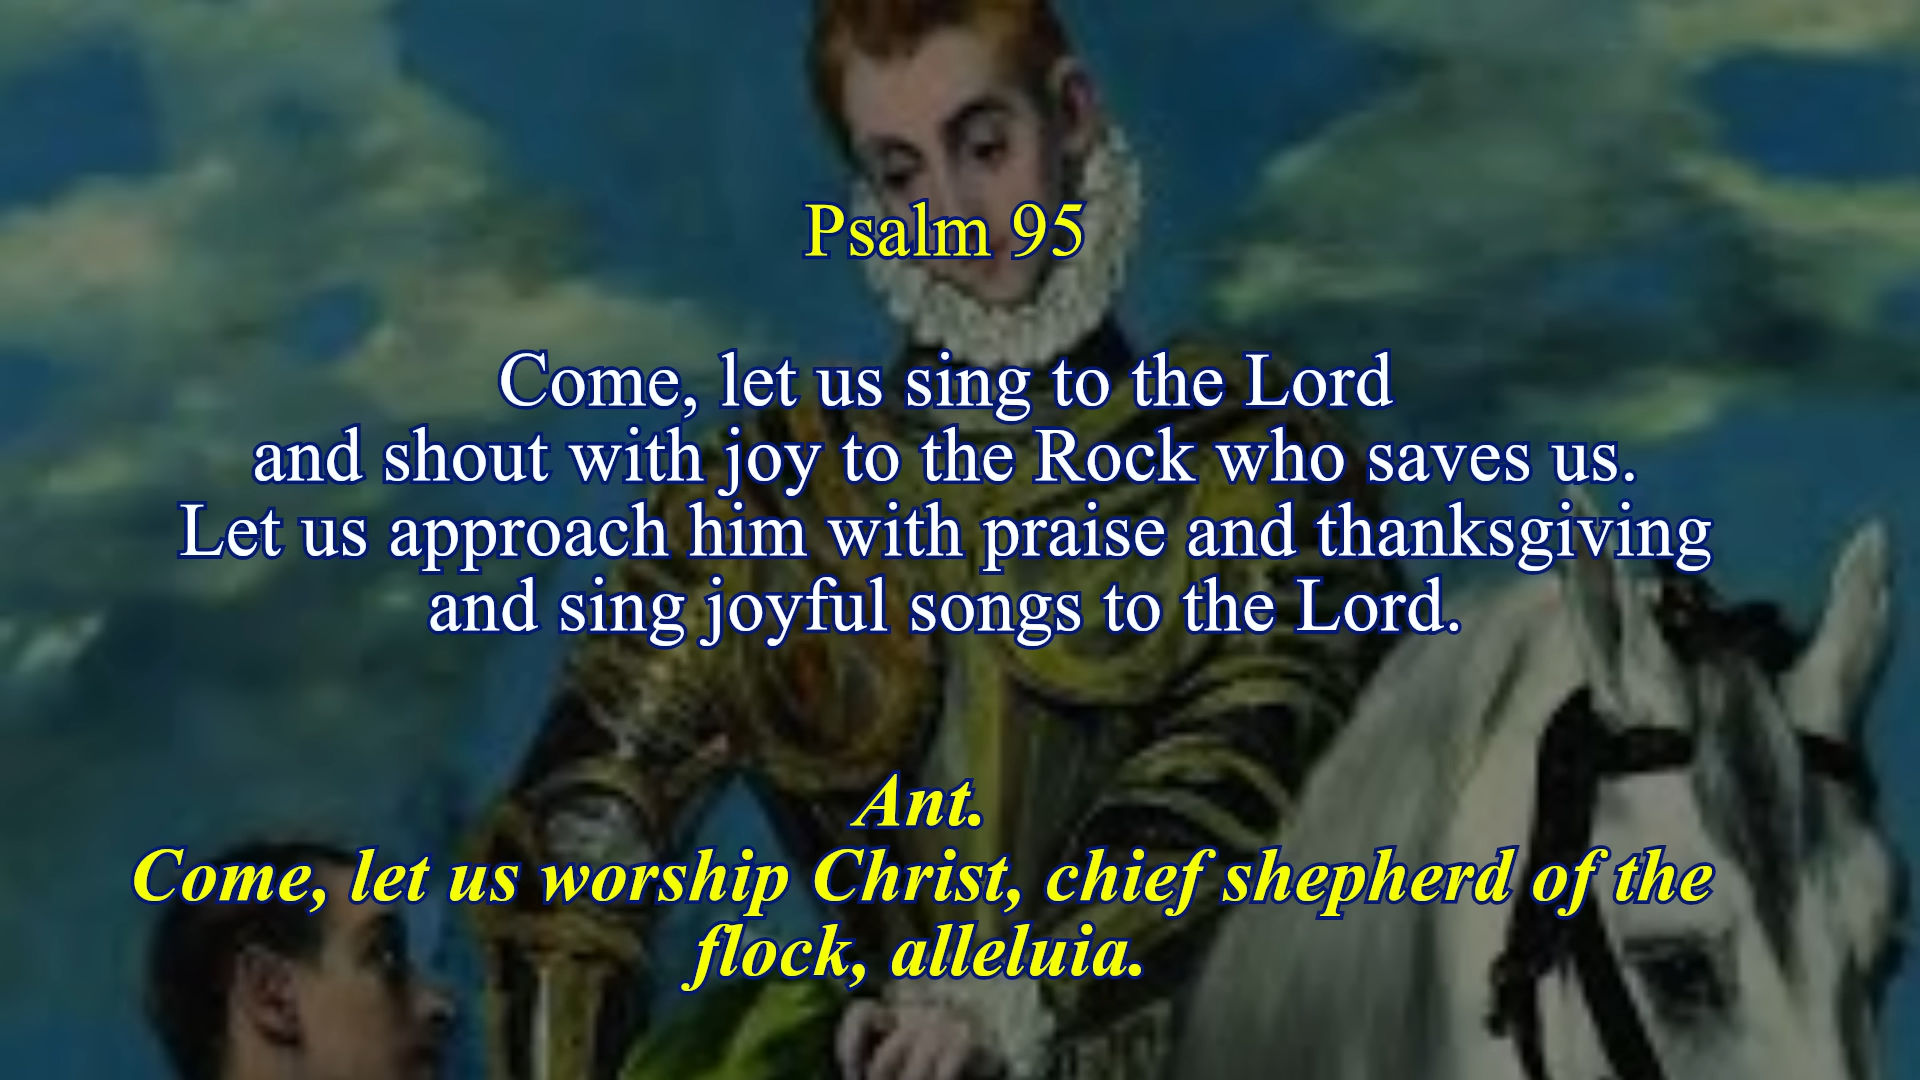 Psalm 95
Come, let us sing to the Lord
and shout with joy to the Rock who saves us.
Let us approach him with praise and thanksgiving
and sing joyful songs to the Lord.
Ant.
Come, let us worship Christ, chief shepherd of the
flock, alleluia.